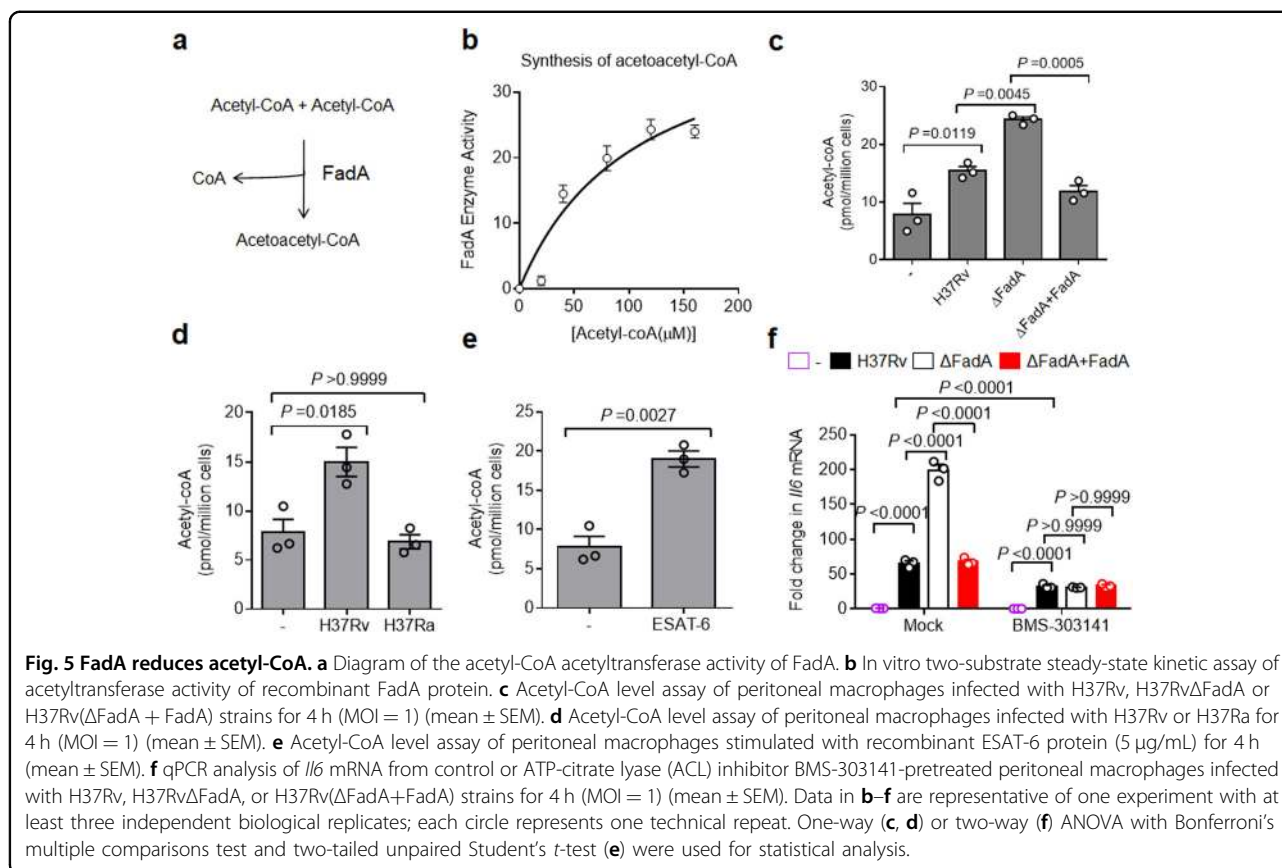 a
Acetyl-CoA + Acetyl-CoA
CoA
FadA
Acetoacetyl-CoA
b
Synthesis of acetoacetyl-CoA
FadA Enzyme Activity
30
20
10
0
0 50 100 150 200
[Acetyl-coA(μM)]
c
P =0.0005
P =0.0045
P =0.0119
Acetyl-coA
(pmol/million cells)
30
20
10
0
-
H37Rv
ΔFadA
ΔFadA+FadA
d
P >0.9999
P =0.0185
Acetyl-coA
(pmol/million cells)
20
15
10
5
0
- H37Rv H37Ra
e
P =0.0027
Acetyl-coA
(pmol/million cells)
25
20
15
10
5
0
- ESAT-6
f
- H37Rv ΔFadA ΔFadA+FadA
P <0.0001
P <0.0001
P <0.0001
P <0.0001
P >0.9999
P >0.9999
P <0.0001
Fold change in Il6 mRNA
250
200
150
100
50
0
Mock BMS-303141
Fig. 5 FadA reduces acetyl-CoA. a Diagram of the acetyl-CoA acetyltransferase activity of FadA. b In vitro two-substrate steady-state kinetic assay of
acetyltransferase activity of recombinant FadA protein. c Acetyl-CoA level assay of peritoneal macrophages infected with H37Rv, H37RvΔFadA or
H37Rv(ΔFadA + FadA) strains for 4 h (MOI = 1) (mean ± SEM). d Acetyl-CoA level assay of peritoneal macrophages infected with H37Rv or H37Ra for
4 h (MOI = 1) (mean ± SEM). e Acetyl-CoA level assay of peritoneal macrophages stimulated with recombinant ESAT-6 protein (5 μg/mL) for 4 h
(mean ± SEM). f qPCR analysis of Il6 mRNA from control or ATP-citrate lyase (ACL) inhibitor BMS-303141-pretreated peritoneal macrophages infected
with H37Rv, H37RvΔFadA, or H37Rv(ΔFadA+FadA) strains for 4 h (MOI = 1) (mean ± SEM). Data in b–f are representative of one experiment with at
least three independent biological replicates; each circle represents one technical repeat. One-way (c, d) or two-way (f) ANOVA with Bonferroni's
multiple comparisons test and two-tailed unpaired Student's t-test (e) were used for statistical analysis.